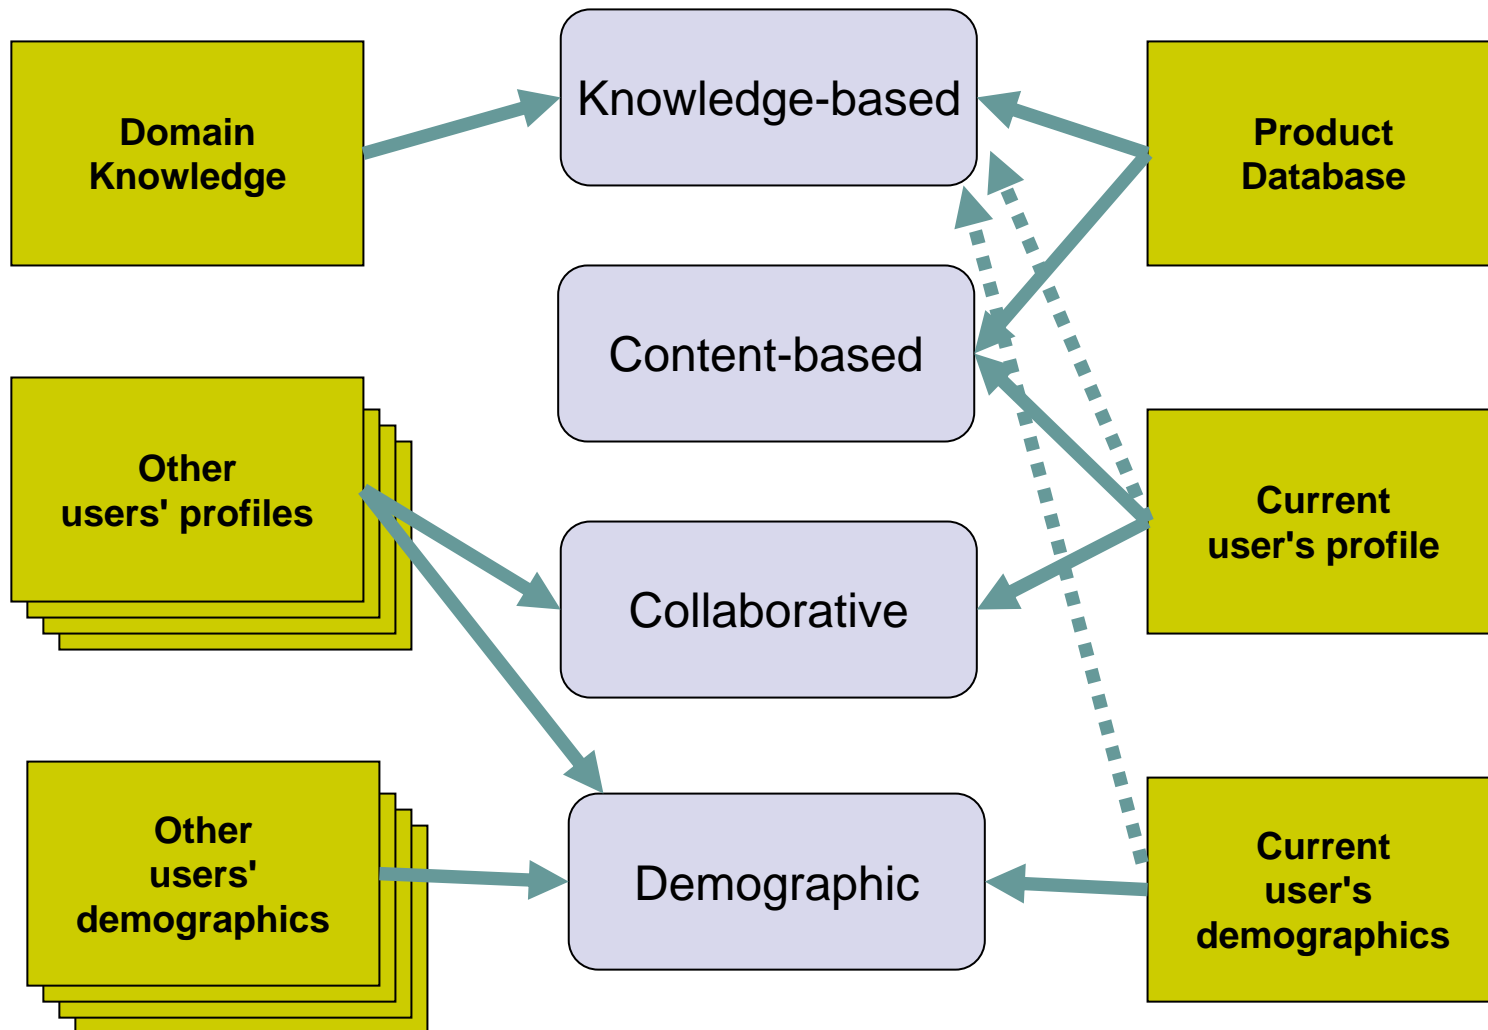 Domain
Knowledge
Knowledge-based
Product
Database
Content-based
Other
users' profiles
Current
user's profile
Collaborative
Other
users'
demographics
Demographic
Current
user's
demographics